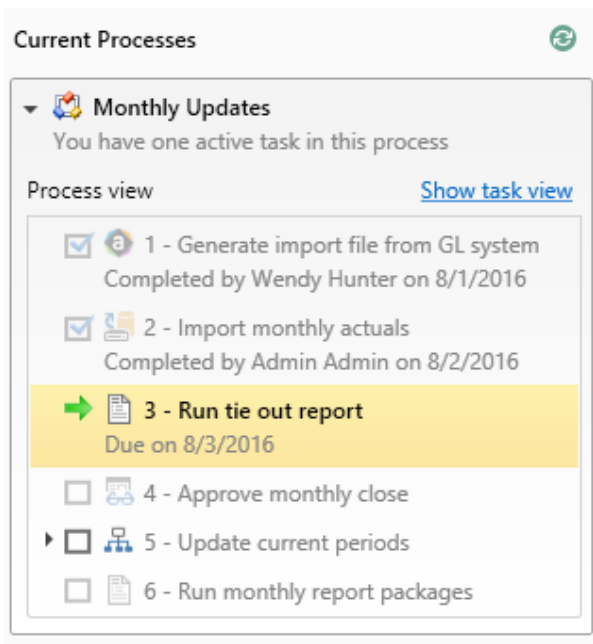 Current Processes
Monthly Updates
You have one active task in this process
Process view
Show task view
1 - Generate import file from GL system
Completed by Wendy Hunter on 8/1/2016
2 - Import monthly actuals
Completed by Admin Admin on 8/2/2016
3 - Run tie out report
Due on 8/3/2016
4 - Approve monthly close
5 - Update current periods
6 - Run monthly report packages